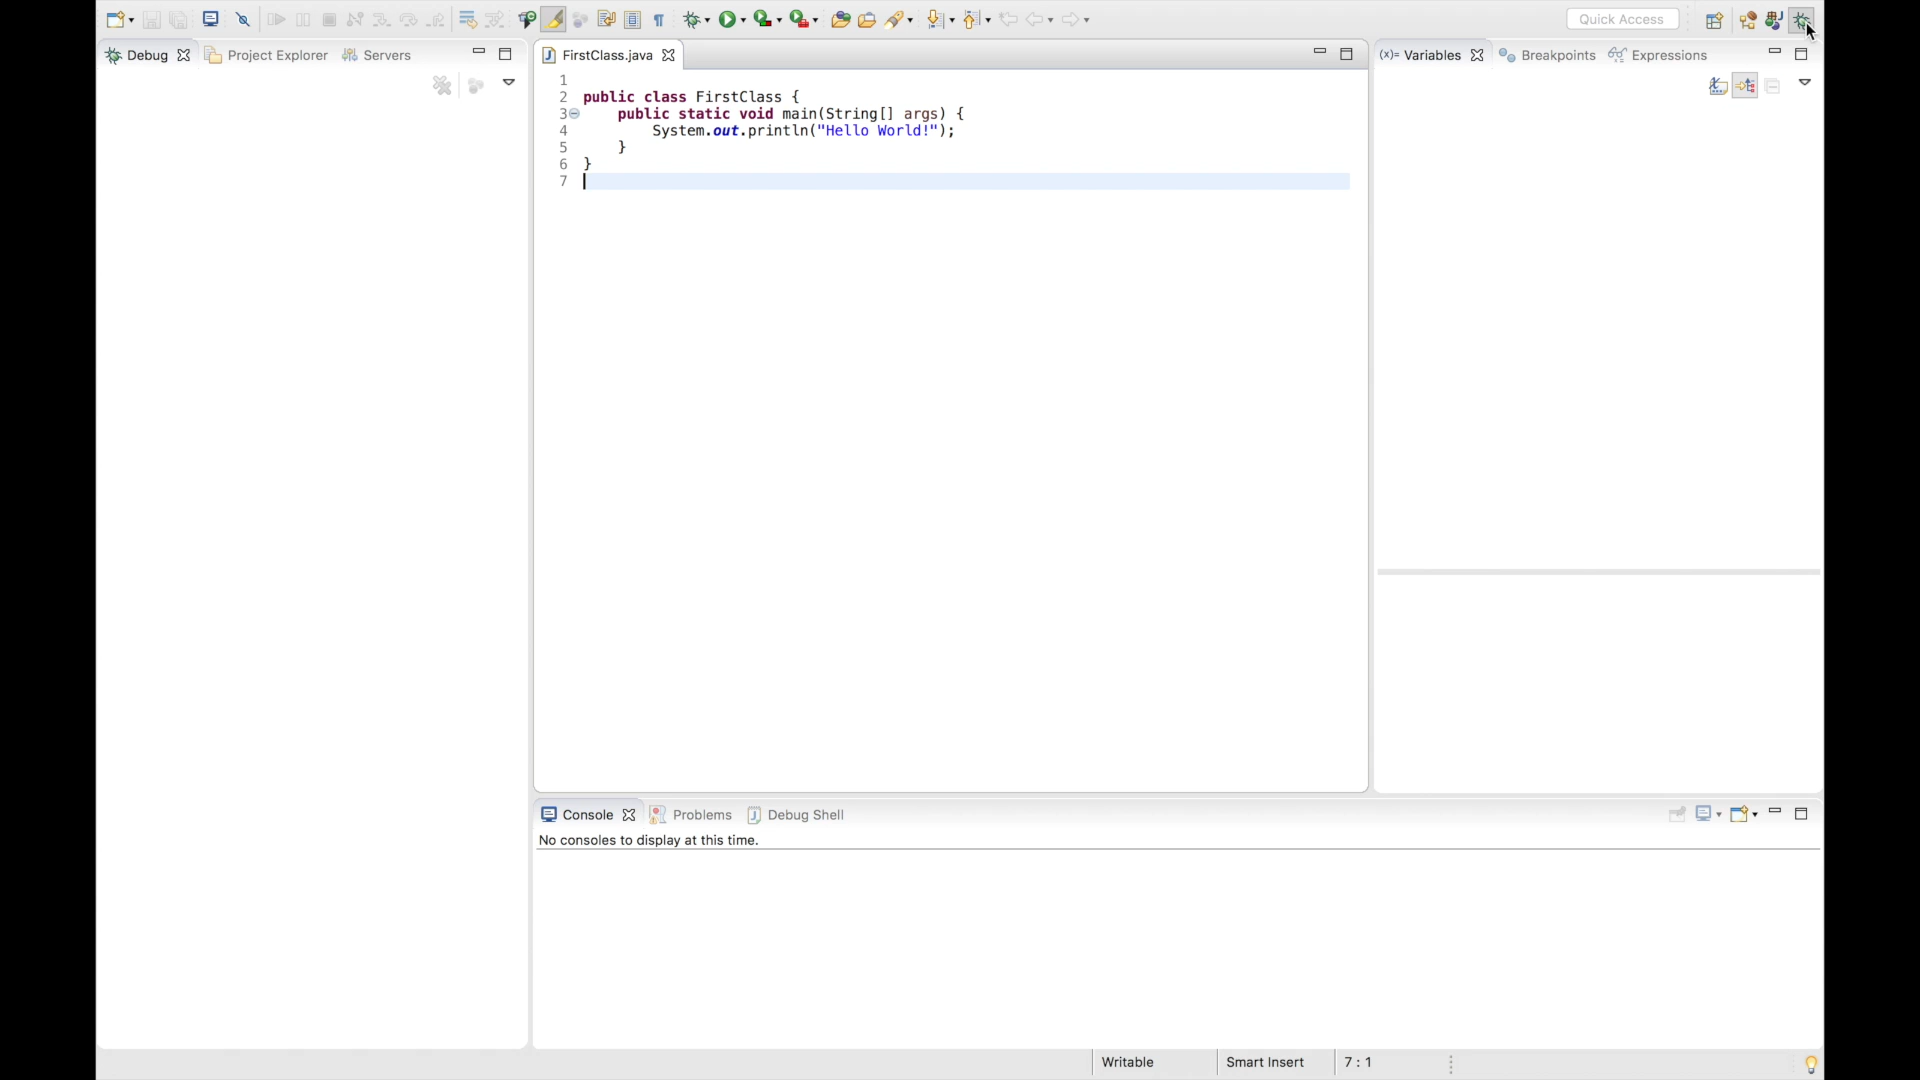 Quick Access
Debug Project Explorer Servers
FirstClass.java
(x)= Variables Breakpoints Expressions
1
2 public class FirstClass {
3 public static void main(String[] args) {
4 System.out.println("Hello World!");
5 }
6 }
7
Console Problems Debug Shell
No consoles to display at this time.
Writable Smart Insert 7 : 1